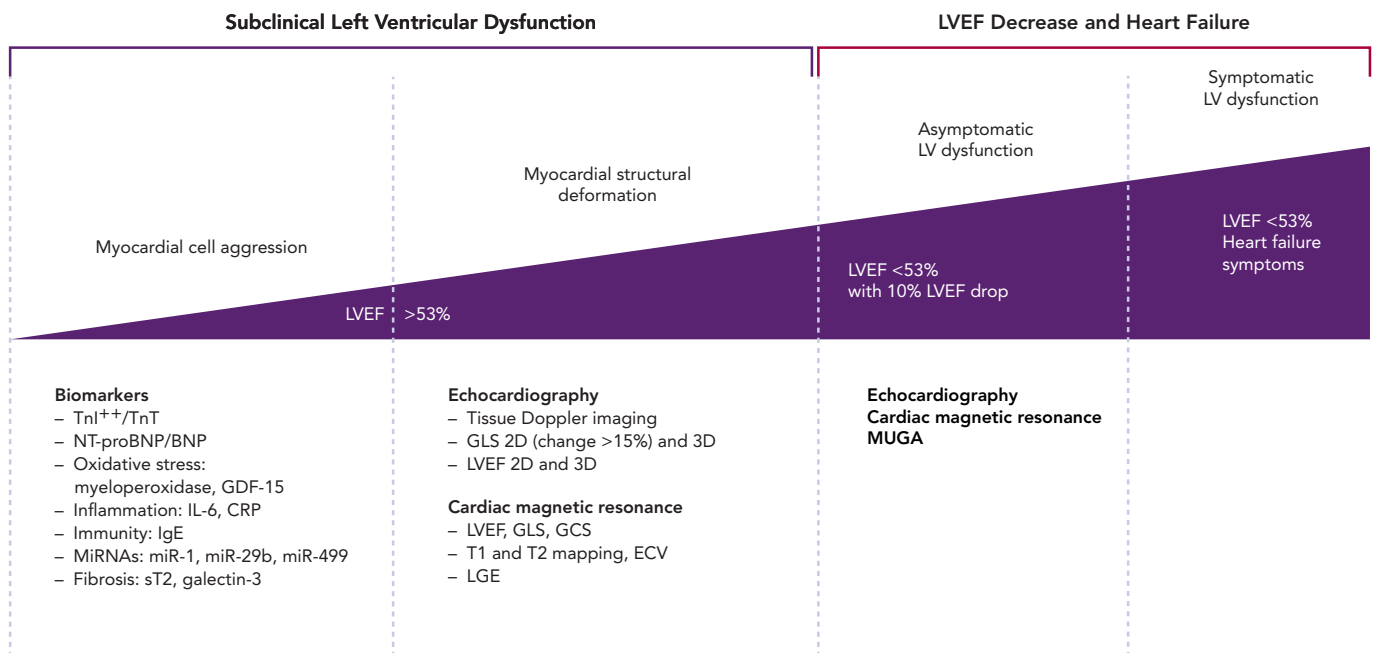 Subclinical Left Ventricular Dysfunction
LVEF Decrease and Heart Failure
Symptomatic
LV dysfunction
Asymptomatic
LV dysfunction
Myocardial structural
deformation
Myocardial cell aggression
LVEF <53%
Heart failure
symptoms
LVEF <53%
with 10% LVEF drop
LVEF >53%
Biomarkers
– TnI++/TnT
– NT-proBNP/BNP
– Oxidative stress:
myeloperoxidase, GDF-15
– Inflammation: IL-6, CRP
– Immunity: IgE
– MiRNAs: miR-1, miR-29b, miR-499
– Fibrosis: sT2, galectin-3
Echocardiography
– Tissue Doppler imaging
– GLS 2D (change >15%) and 3D
– LVEF 2D and 3D
Cardiac magnetic resonance
– LVEF, GLS, GCS
– T1 and T2 mapping, ECV
– LGE
Echocardiography
Cardiac magnetic resonance
MUGA